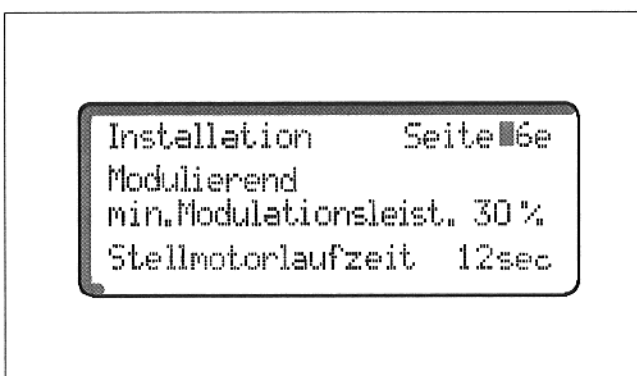 Installation Seite 6e
Modulierend
min.Modulationsleist. 30 %
Stellmotorlaufzeit 12sec